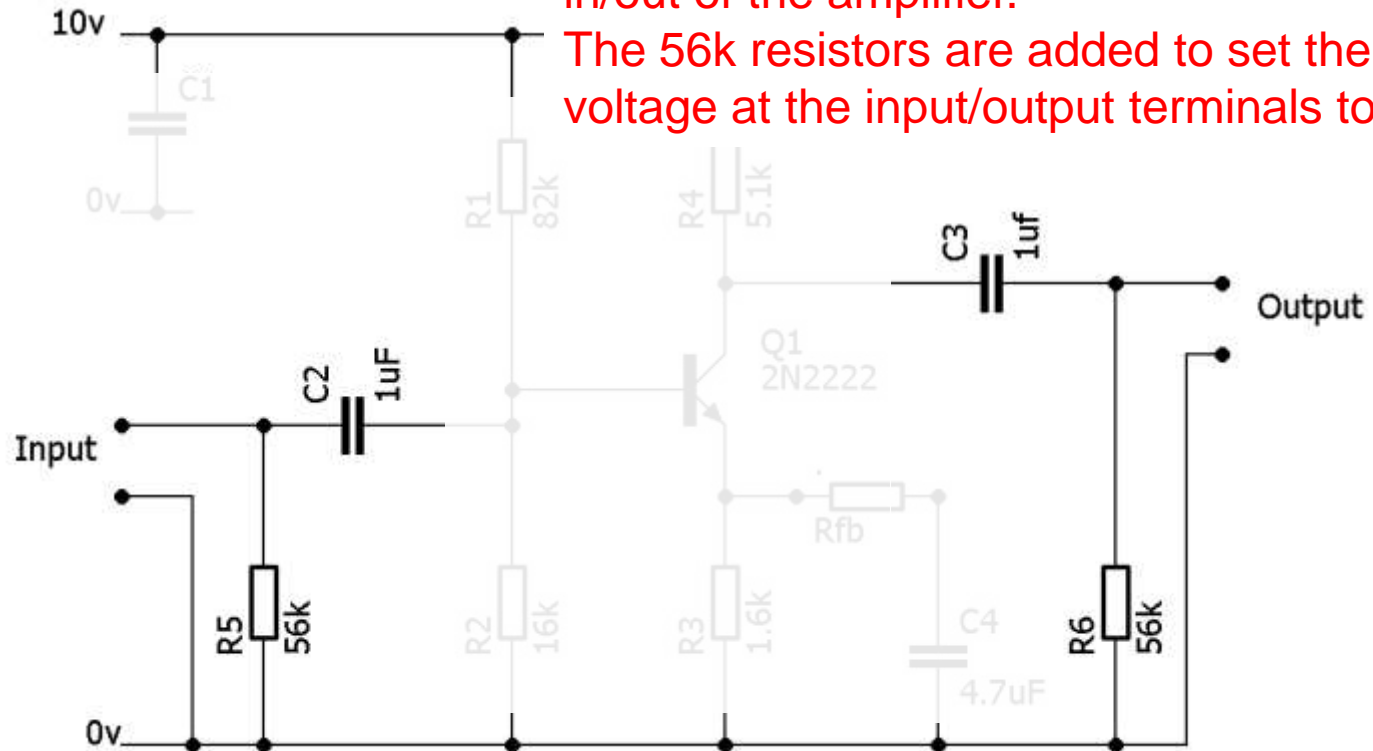 in/out of the amplifier.
The 56k resistors are added to set the
voltage at the input/output terminals to
10v
C1
0v
R1
82k
R4
5.1k
C3
1uf
Output
Q1
2N2222
C2
1uF
Input
Rfb
R5
56k
R2
16k
R3
1.6k
C4
4.7uF
R6
56k
0v